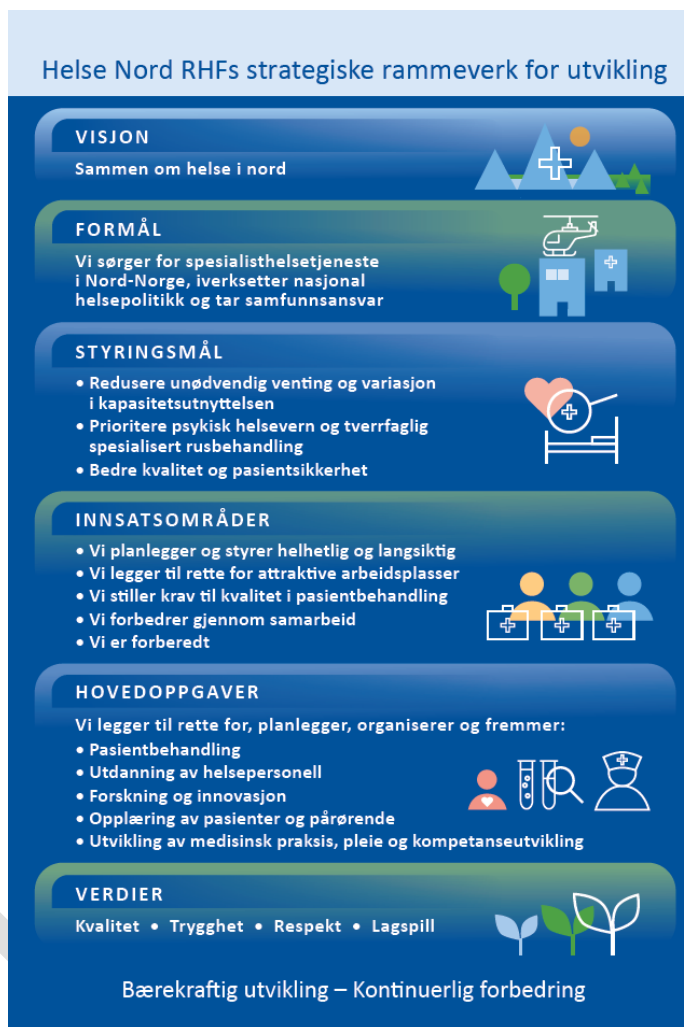 Helse Nord RHFs strategiske rammeverk for utvikling
VISJON
Sammen om helse i nord
FORMÅL
Vi sørger for spesialisthelsetjeneste
i Nord-Norge, iverksetter nasjonal
helsepolitikk og tar samfunnsansvar
STYRINGSMÅL
• Redusere unødvendig venting og variasjon
i kapasitetsutnyttelsen
• Prioritere psykisk helsevern og tverrfaglig
spesialisert rusbehandling
• Bedre kvalitet og pasientsikkerhet
INNSATSOMRÅDER
• Vi planlegger og styrer helhetlig og langsiktig
• Vi legger til rette for attraktive arbeidsplasser
• Vi stiller krav til kvalitet i pasientbehandling
• Vi forbedrer gjennom samarbeid
• Vi er forberedt
HOVEDOPPGAVER
Vi legger til rette for, planlegger, organiserer og fremmer:
• Pasientbehandling
• Utdanning av helsepersonell
• Forskning og innovasjon
• Opplæring av pasienter og pårørende
• Utvikling av medisinsk praksis, pleie og kompetanseutvikling
VERDIER
Kvalitet • Trygghet • Respekt • Lagspill
Bærekraftig utvikling – Kontinuerlig forbedring